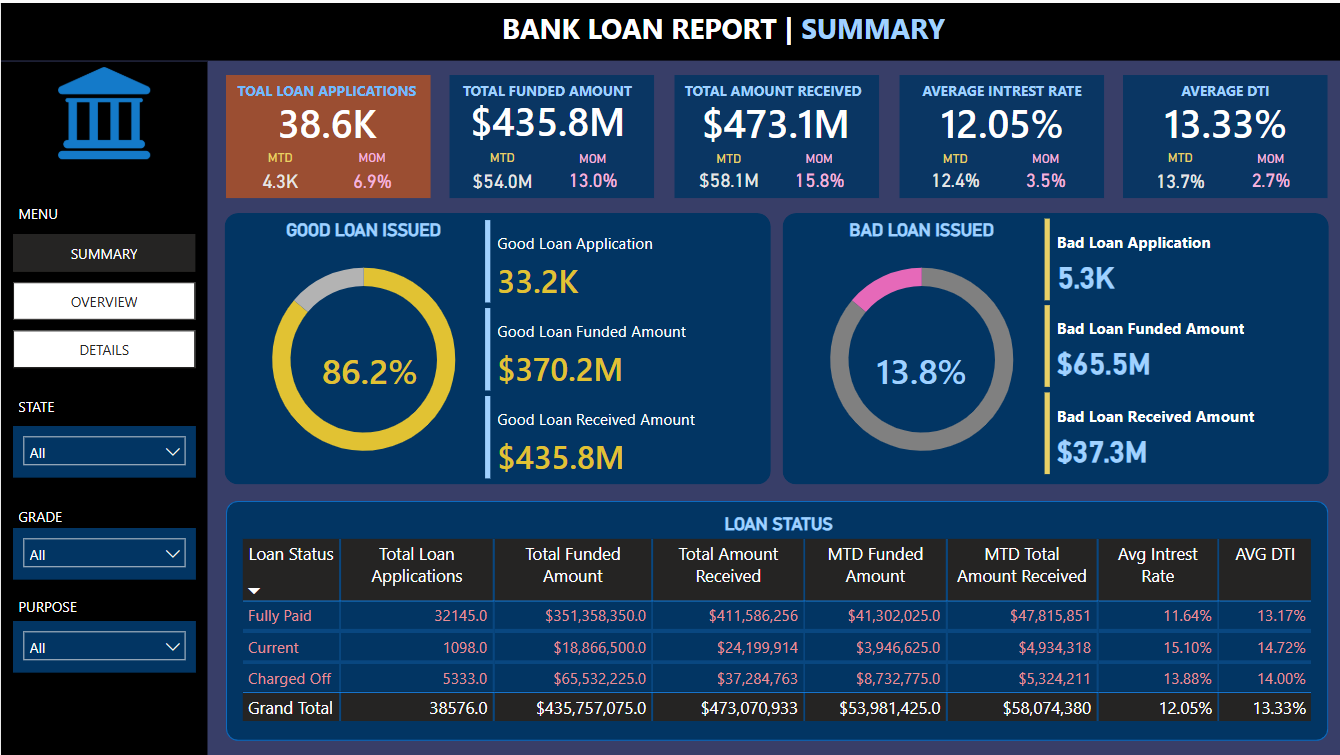 BANK LOAN REPORT | SUMMARY
TOAL LOAN APPLICATIONS
38.6K
MTD MOM
4.3K 6.9%
TOTAL FUNDED AMOUNT
$435.8M
MTD MOM
$54.0M 13.0%
TOTAL AMOUNT RECEIVED
$473.1M
MTD MOM
$58.1M 15.8%
AVERAGE INTREST RATE
12.05%
MTD MOM
12.4% 3.5%
AVERAGE DTI
13.33%
MTD MOM
13.7% 2.7%
MENU
SUMMARY
OVERVIEW
DETAILS
STATE
All
GRADE
All
PURPOSE
All
GOOD LOAN ISSUED
86.2%
Good Loan Application
33.2K
Good Loan Funded Amount
$370.2M
Good Loan Received Amount
$435.8M
BAD LOAN ISSUED
13.8%
Bad Loan Application
5.3K
Bad Loan Funded Amount
$65.5M
Bad Loan Received Amount
$37.3M
LOAN STATUS
Loan Status Total Loan Applications Total Funded Amount Total Amount Received MTD Funded Amount MTD Total Amount Received Avg Intrest Rate AVG DTI
Fully Paid 32145.0 $351,358,350.0 $411,586,256 $41,302,025.0 $47,815,851 11.64% 13.17%
Current 1098.0 $18,866,500.0 $24,199,914 $3,946,625.0 $4,934,318 15.10% 14.72%
Charged Off 5333.0 $65,532,225.0 $37,284,763 $8,732,775.0 $5,324,211 13.88% 14.00%
Grand Total 38576.0 $435,757,075.0 $473,070,933 $53,981,425.0 $58,074,380 12.05% 13.33%